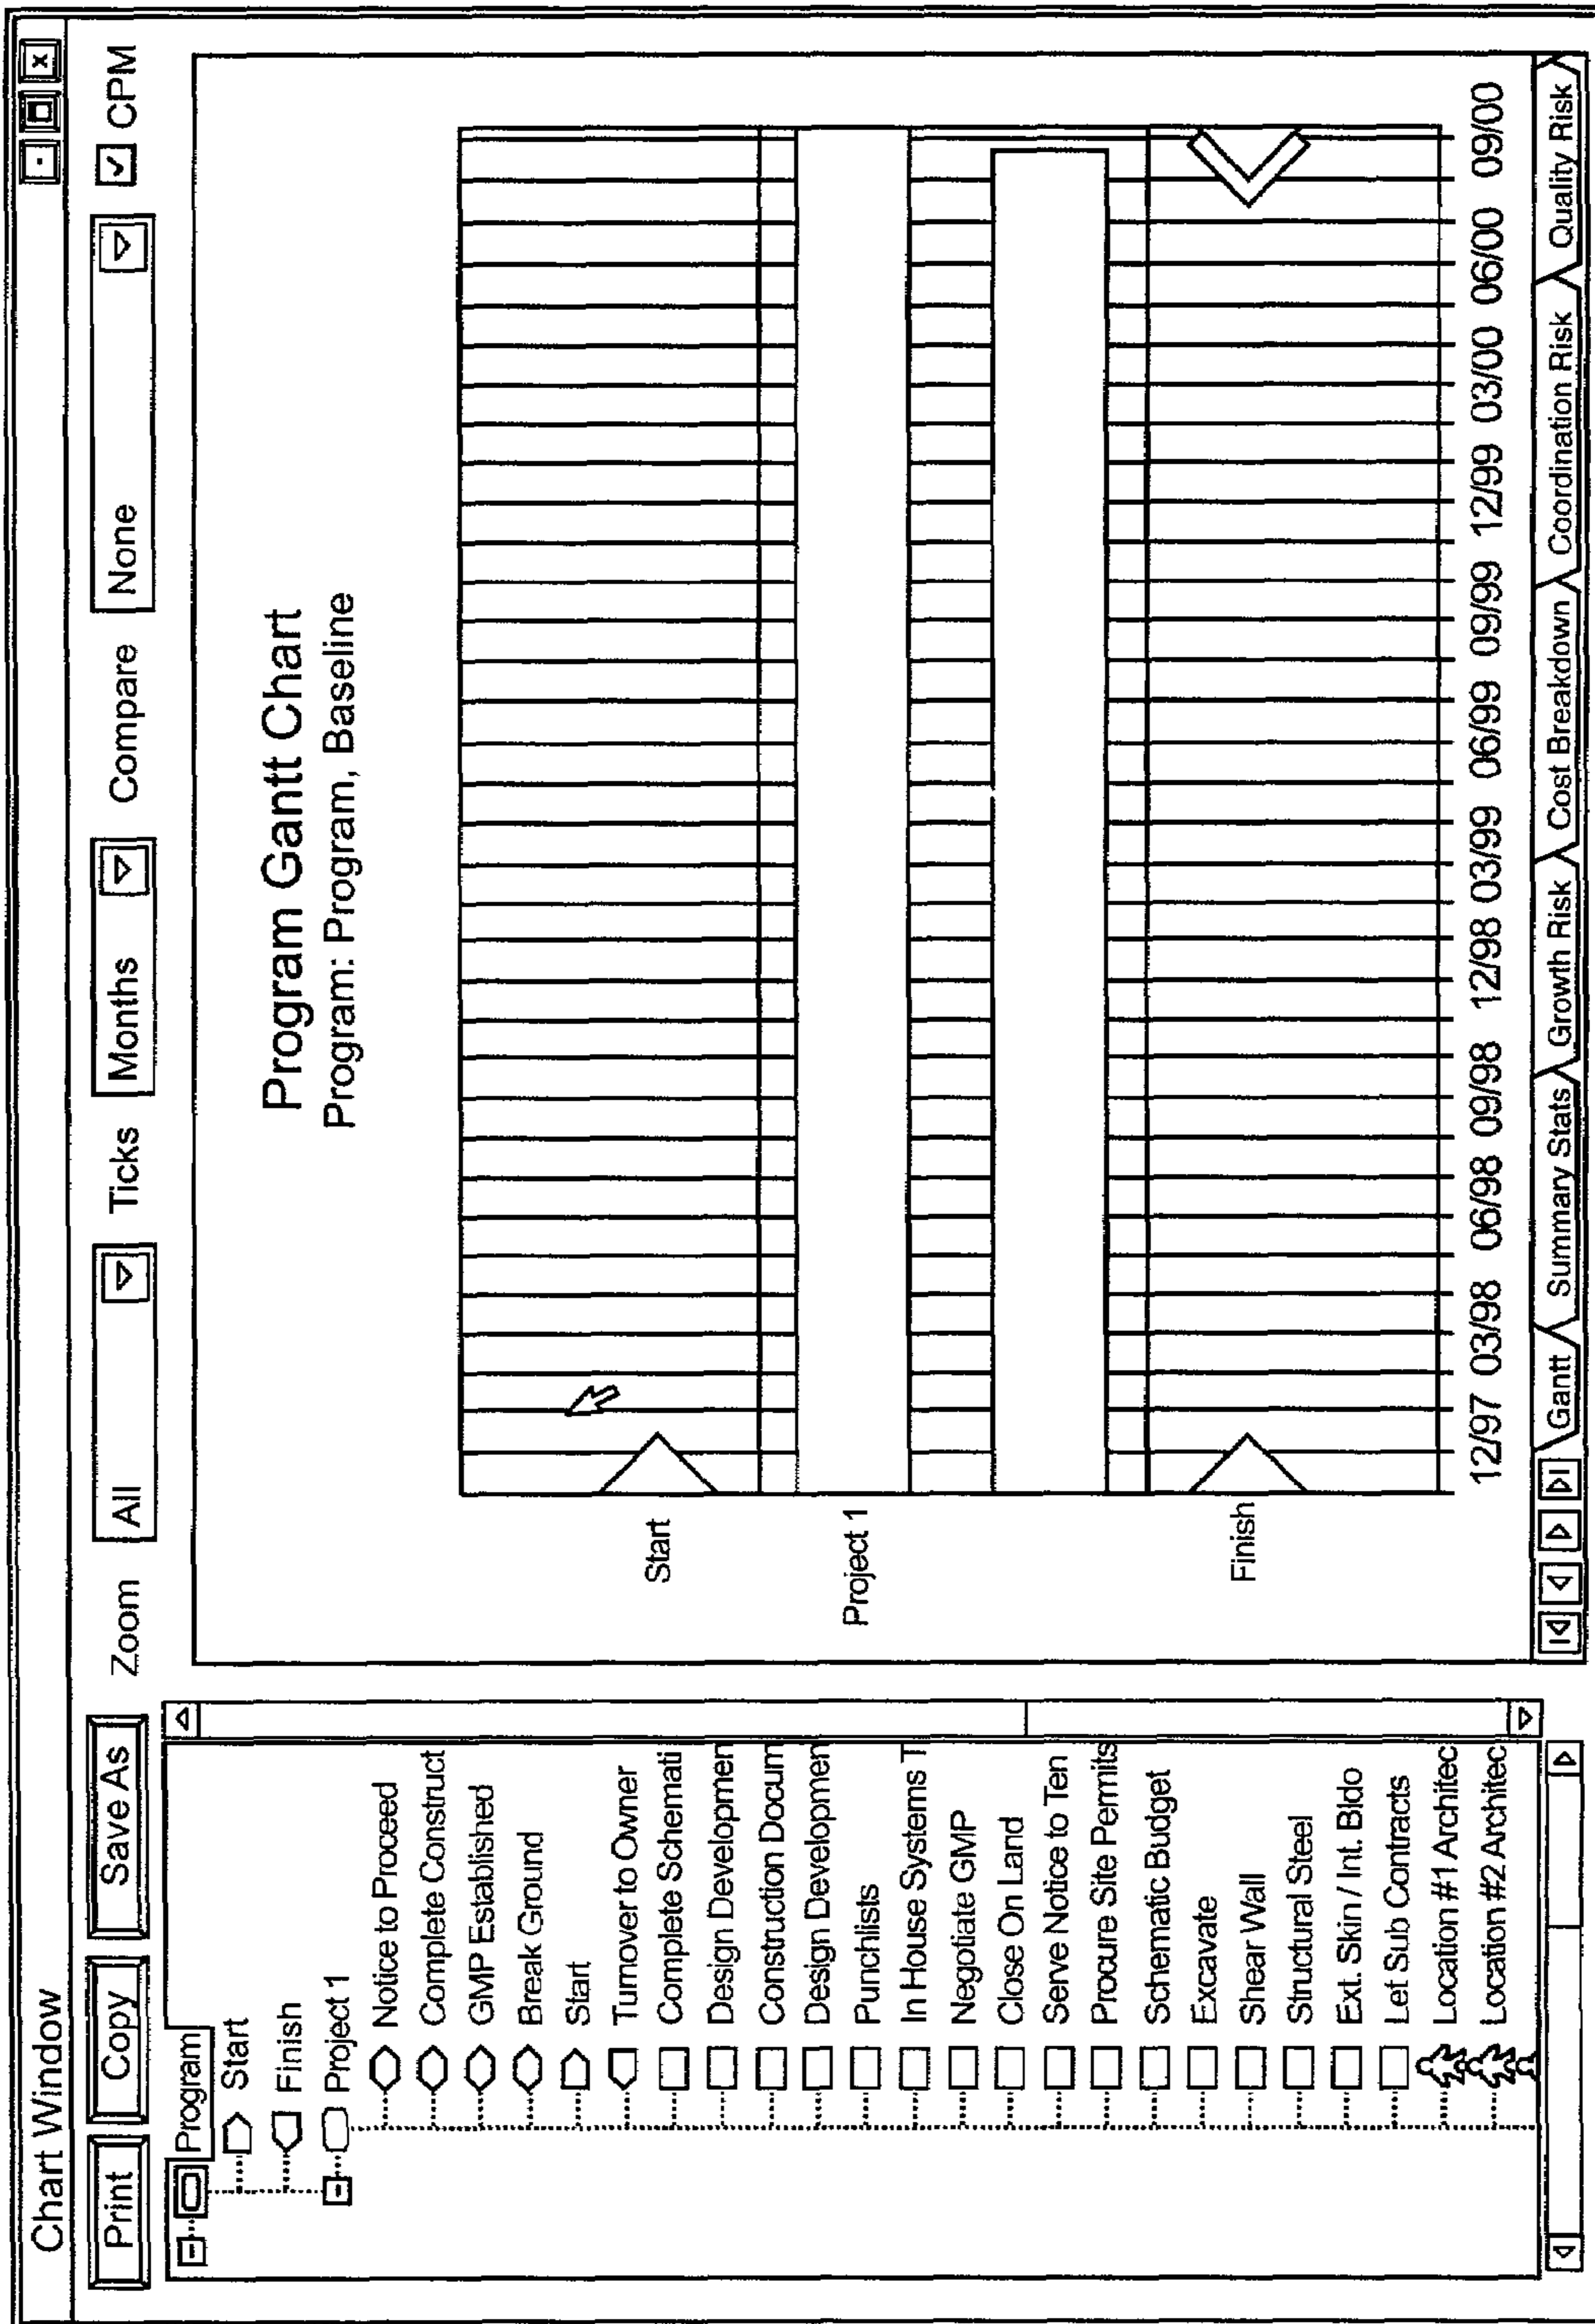 Chart Window
Print Copy Save As Zoom All Ticks Months Compare None CPM
Program
Start
Finish
Project 1
Notice to Proceed
Complete Construct
GMP Established
Break Ground
Start
Turnover to Owner
Complete Schemati
Design Developmen
Construction Docum
Design Developmen
Punchlists
In House Systems T
Negotiate GMP
Close On Land
Serve Notice to Ten
Procure Site Permits
Schematic Budget
Excavate
Shear Wall
Structural Steel
Ext. Skin / Int. Bldo
Let Sub Contracts
Location #1 Architec
Location #2 Architec
Program Gantt Chart
Program: Program, Baseline
Start
Project 1
Finish
12/97 03/98 06/98 09/98 12/98 03/99 06/99 09/99 12/99 03/00 06/00 09/00
Gantt Summary Stats Growth Risk Cost Breakdown Coordination Risk Quality Risk